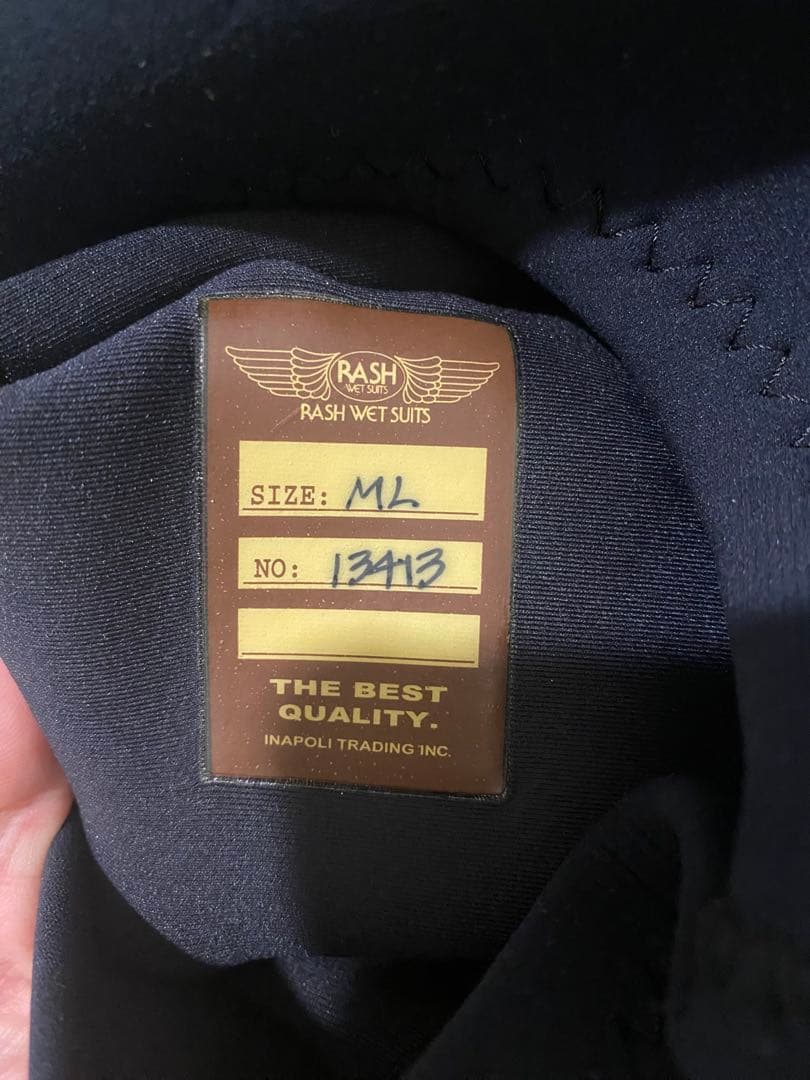 RASH
WET SUITS
RASH WET SUITS
SIZE: ML
NO: 13413
THE BEST
QUALITY.
INAPOLI TRADING INC.